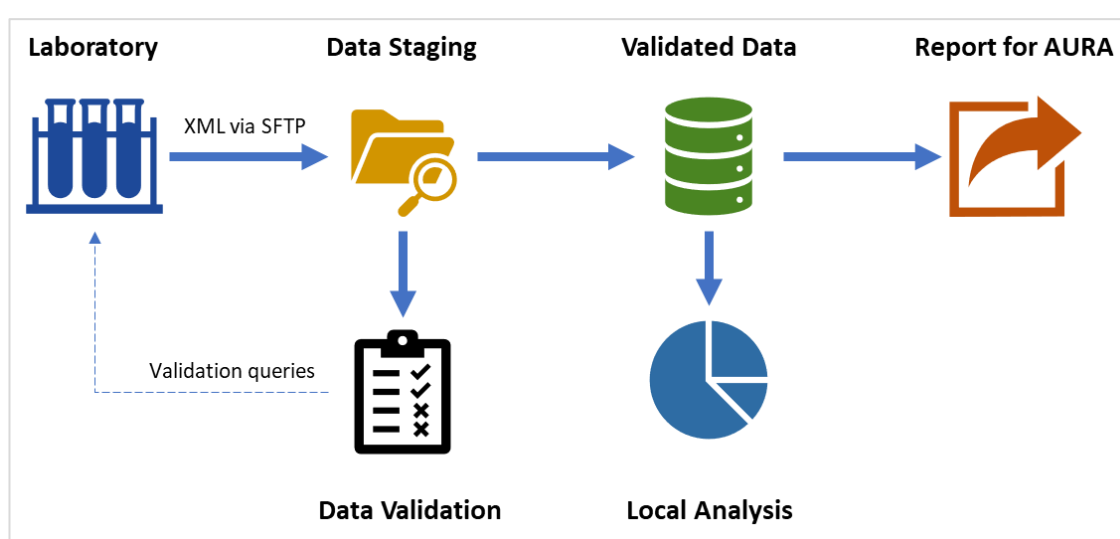 Laboratory
Data Staging
Validated Data
Report for AURA
XML via SFTP
Validation queries
Data Validation
Local Analysis